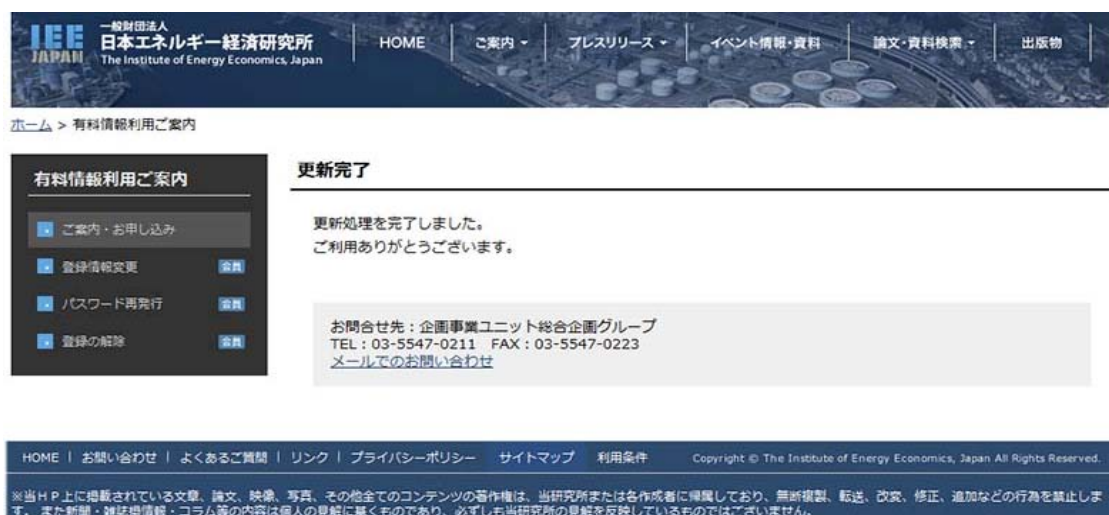 IEE
JAPAN
一般財団法人
日本エネルギー経済研究所
The Institute of Energy Economics, Japan
HOME
ご案内
プレスリリース
イベント情報・資料
論文・資料検索
出版物
ホーム > 有料情報利用ご案内
有料情報利用ご案内
ご案内・お申し込み
登録情報変更 会員
パスワード再発行 会員
登録の解除 会員
更新完了
更新処理を完了しました。
ご利用ありがとうございます。
お問合せ先：企画事業ユニット総合企画グループ
TEL：03-5547-0211 FAX：03-5547-0223
メールでのお問い合わせ
HOME | お問い合わせ | よくあるご質問 | リンク | プライバシーポリシー サイトマップ 利用条件 Copyright © The Institute of Energy Economics, Japan All Rights Reserved.
※当ＨＰ上に掲載されている文章、論文、映像、写真、その他全てのコンテンツの著作権は、当研究所または各作成者に帰属しており、無断複製、転送、改変、修正、追加などの行為を禁止しま
す。また新聞・雑誌掲情報・コラム等の内容は個人の見解に基くものであり、必ずしも当研究所の見解を反映しているものではございません。